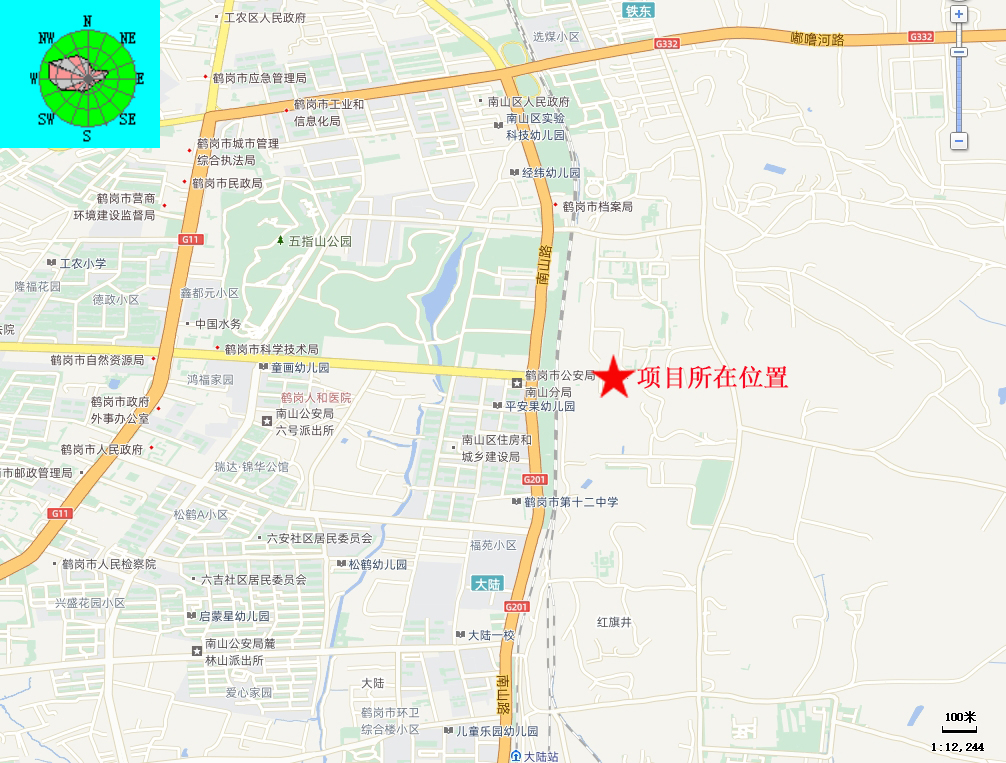 N
NW
NE
W
E
SW
SE
S
工农区人民政府
铁东
选煤小区
G332
嘟噜河路
G332
鹤岗市应急管理局
鹤岗市工业和
信息化局
南山区人民政府
南山区实验
科技幼儿园
鹤岗市城市管理
综合执法局
经纬幼儿园
鹤岗市民政局
鹤岗市营商
环境建设监督局
鹤岗市档案局
G11
五指山公园
南山路
工农小学
隆福花园
德政小区
鑫都元小区
中国水务
法院
鹤岗市科学技术局
鹤岗市自然资源局
童画幼儿园
鸿福家园
鹤岗市公安局
南山分局
项目所在位置
鹤岗人和医院
平安果幼儿园
鹤岗市政府
外事办公室
南山公安局
六号派出所
鹤岗市人民政府
南山区住房和
城乡建设局
瑞达·锦华公馆
市邮政管理局
G201
鹤岗市第十二中学
G11
松鹤A小区
六安社区居民委员会
福苑小区
鹤岗市人民检察院
松鹤幼儿园
六吉社区居民委员会
大陆
兴盛花园小区
G201
启蒙星幼儿园
红旗井
大陆一校
南山公安局麓
林山派出所
大陆
南山路
爱心家园
鹤岗市环卫
综合楼小区
儿童乐园幼儿园
大陆站
100米
1:12,244